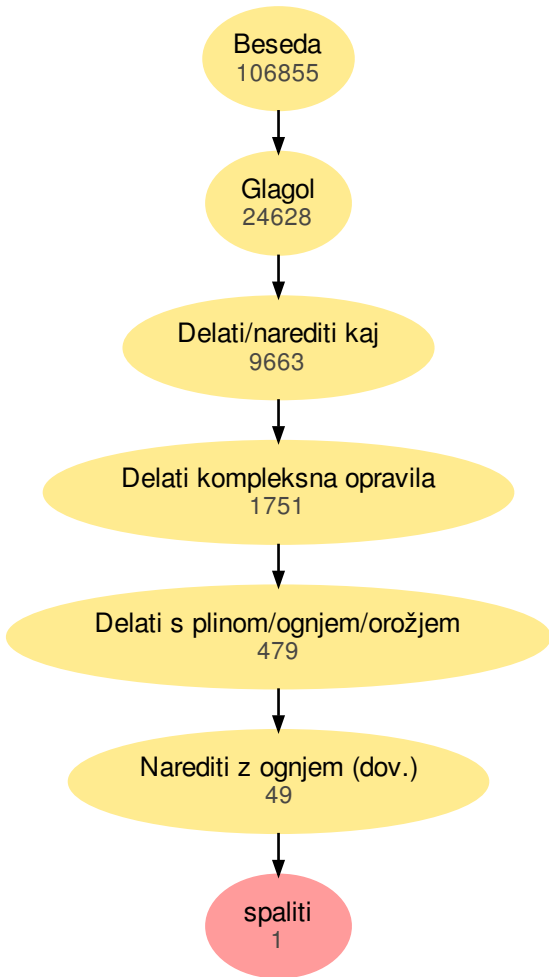 Beseda
106855
Glagol
24628
Delati/narediti kaj
9663
Delati kompleksna opravila
1751
Delati s plinom/ognjem/orožjem
479
Narediti z ognjem (dov.)
49
spaliti
1